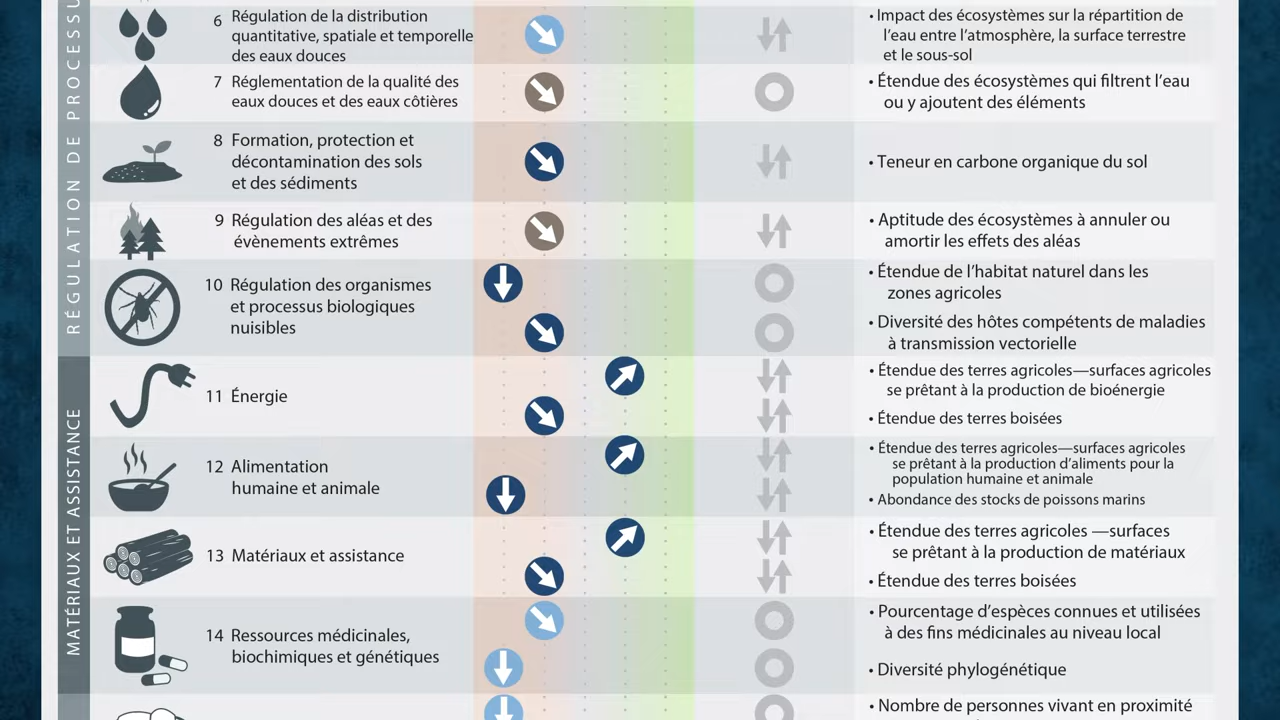 RÉGULATION DE PROCESSU
6 Régulation de la distribution
quantitative, spatiale et temporelle
des eaux douces
• Impact des écosystèmes sur la répartition de
l’eau entre l’atmosphère, la surface terrestre
et le sous-sol
7 Réglementation de la qualité des
eaux douces et des eaux côtières
• Étendue des écosystèmes qui filtrent l’eau
ou y ajoutent des éléments
8 Formation, protection et
décontamination des sols
et des sédiments
• Teneur en carbone organique du sol
9 Régulation des aléas et des
évènements extrêmes
• Aptitude des écosystèmes à annuler ou
amortir les effets des aléas
10 Régulation des organismes
et processus biologiques
nuisibles
• Étendue de l’habitat naturel dans les
zones agricoles
• Diversité des hôtes compétents de maladies
à transmission vectorielle
MATÉRIAUX ET ASSISTANCE
11 Énergie
• Étendue des terres agricoles—surfaces agricoles
se prêtant à la production de bioénergie
• Étendue des terres boisées
12 Alimentation
humaine et animale
• Étendue des terres agricoles—surfaces agricoles
se prêtant à la production d’aliments pour la
population humaine et animale
• Abondance des stocks de poissons marins
13 Matériaux et assistance
• Étendue des terres agricoles —surfaces
se prêtant à la production de matériaux
• Étendue des terres boisées
14 Ressources médicinales,
biochimiques et génétiques
• Pourcentage d’espèces connues et utilisées
à des fins médicinales au niveau local
• Diversité phylogénétique
• Nombre de personnes vivant en proximité